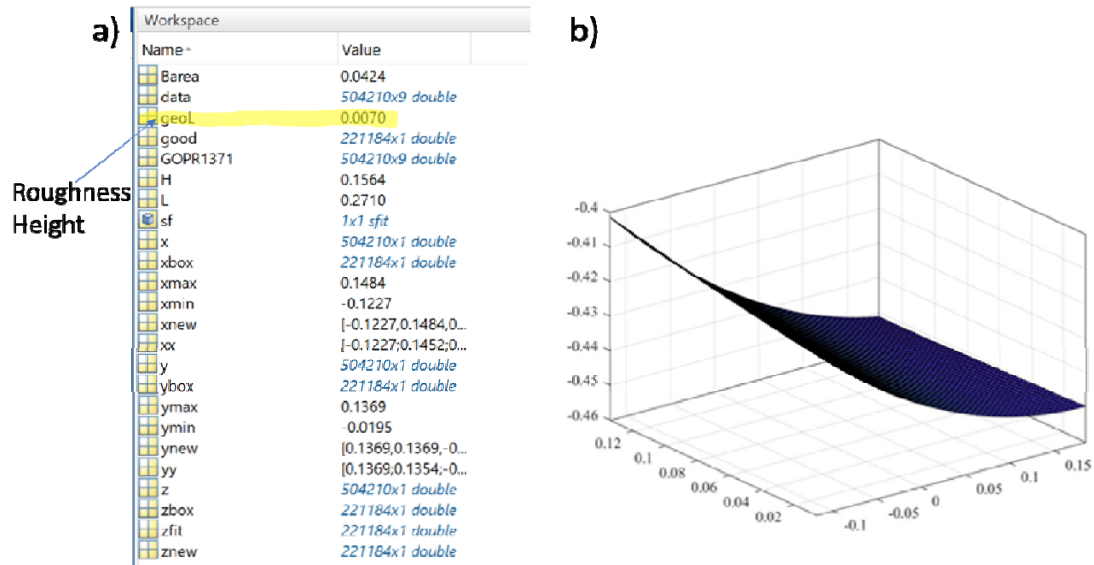 a)
Workspace
Name Value
Barea 0.0424
data 504210x9 double
geoL 0.0070
good 221184x1 double
GOPR1371 504210x9 double
H 0.1564
L 0.2710
sf 1x1 sfit
x 504210x1 double
xbox 221184x1 double
xmax 0.1484
xmin -0.1227
xnew [-0.1227,0.1484,0...
xx [-0.1227;0.1452;0...
y 504210x1 double
ybox 221184x1 double
ymax 0.1369
ymin -0.0195
ynew [0.1369,0.1369,-0...
yy [0.1369;0.1354;-0...
z 504210x1 double
zbox 221184x1 double
zfit 221184x1 double
znew 221184x1 double
Roughness
Height
b)
-0.4
-0.41
-0.42
-0.43
-0.44
-0.45
-0.46
0.12
0.1
0.08
0.06
0.04
0.02
-0.1
-0.05
0
0.05
0.1
0.15